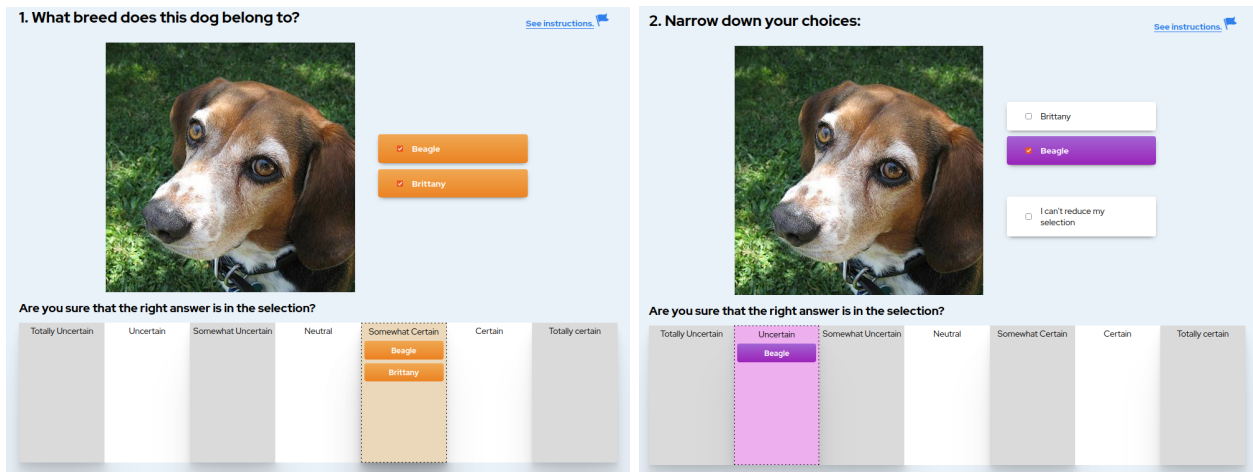 1. What breed does this dog belong to?
See instructions.
Beagle
Brittany
Are you sure that the right answer is in the selection?
Totally Uncertain Uncertain Somewhat Uncertain Neutral Somewhat Certain Certain Totally certain
Beagle
Brittany
2. Narrow down your choices:
See instructions.
Brittany
Beagle
I can't reduce my
selection
Are you sure that the right answer is in the selection?
Totally Uncertain Uncertain Somewhat Uncertain Neutral Somewhat Certain Certain Totally certain
Beagle